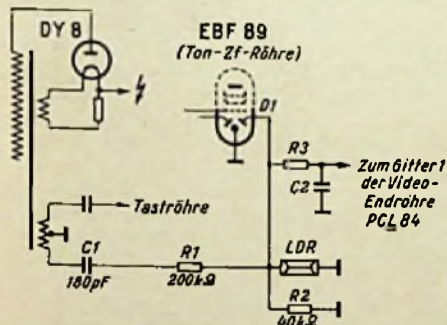 DY 8
EBF 89
(Ton-Zf-Röhre)
D1
R3
C2
Zum Gitter 1
der Video-
Endröhre
PCL 84
Taströhre
C1
180pF
R1
200kΩ
LDR
R2
40kΩ